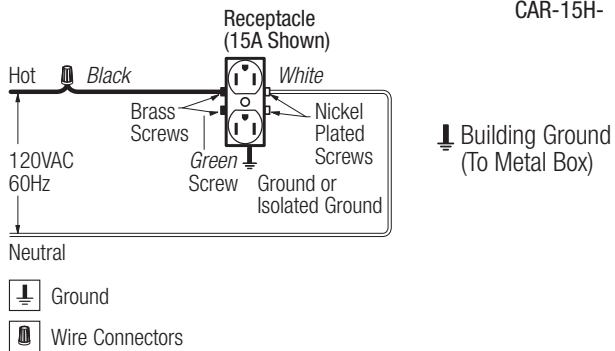 CAR-15H-
Receptacle
(15A Shown)
Hot
Black
White
Brass
Screws
Nickel
Plated
Screws
Green
Screw
Ground or
Isolated Ground
120VAC
60Hz
Building Ground
(To Metal Box)
Neutral
Ground
Wire Connectors